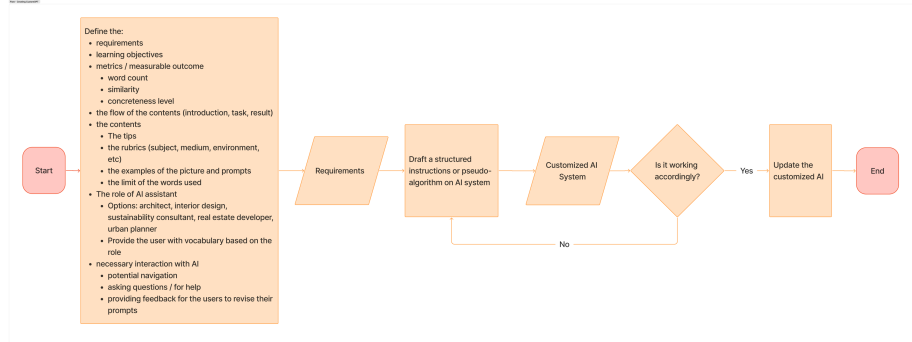 Start
Define the:
• requirements
• learning objectives
• metrics / measurable outcome
• word count
• similarity
• concreteness level
• the flow of the contents (introduction, task, result)
• the contents
• The tips
• the rubrics (subject, medium, environment,
etc)
• the examples of the picture and prompts
• the limit of the words used
• The role of AI assistant
• Options: architect, interior design,
sustainability consultant, real estate developer,
urban planner
• Provide the user with vocabulary based on the
role
• necessary interaction with AI
• potential navigation
• asking questions / for help
• providing feedback for the users to revise their
prompts
Requirements
Draft a structured
instructions or pseudo-
algorithm on AI system
Customized AI
System
Is it working
accordingly?
Yes
No
Update the
customized AI
End